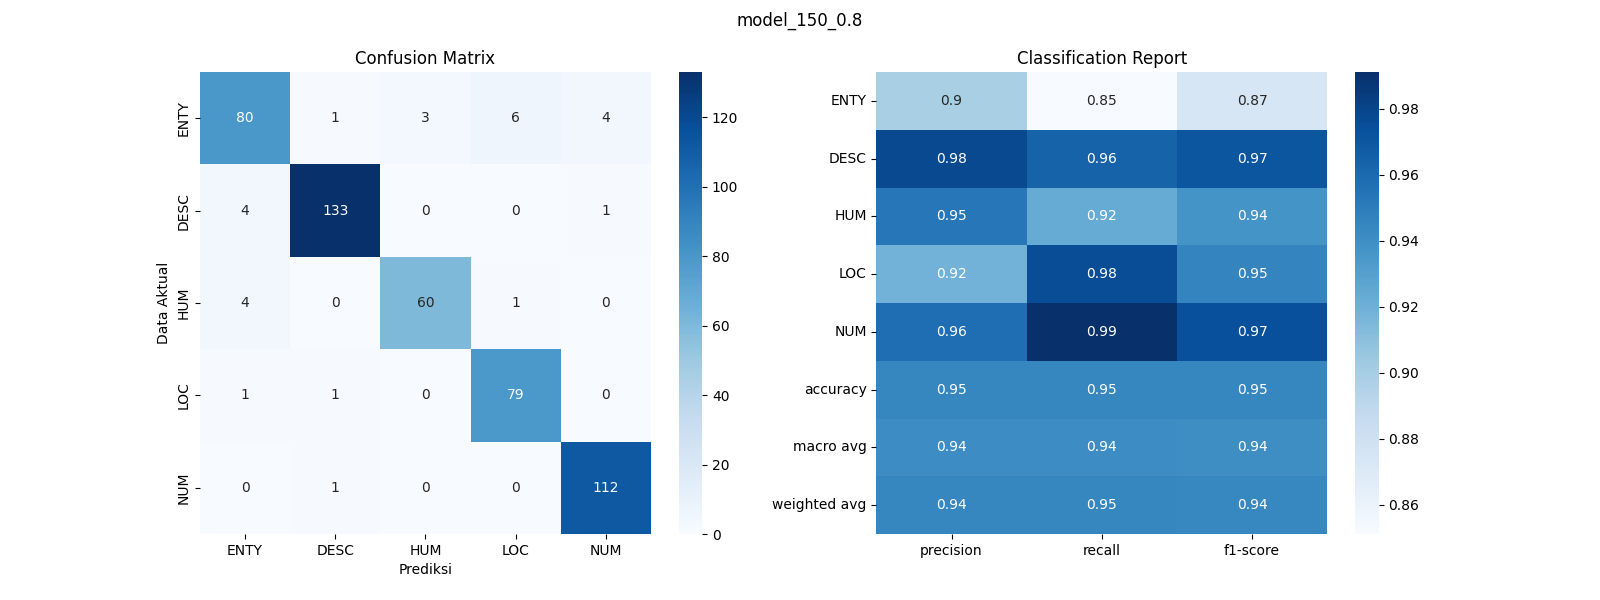 model_150_0.8
Confusion Matrix
Data Aktual
ENTY 80 1 3 6 4
DESC 4 133 0 0 1
HUM 4 0 60 1 0
LOC 1 1 0 79 0
NUM 0 1 0 0 112
ENTY DESC HUM LOC NUM
Prediksi
120
100
80
60
40
20
0
Classification Report
ENTY 0.9 0.85 0.87
DESC 0.98 0.96 0.97
HUM 0.95 0.92 0.94
LOC 0.92 0.98 0.95
NUM 0.96 0.99 0.97
accuracy 0.95 0.95 0.95
macro avg 0.94 0.94 0.94
weighted avg 0.94 0.95 0.94
precision recall f1-score
0.98
0.96
0.94
0.92
0.90
0.88
0.86